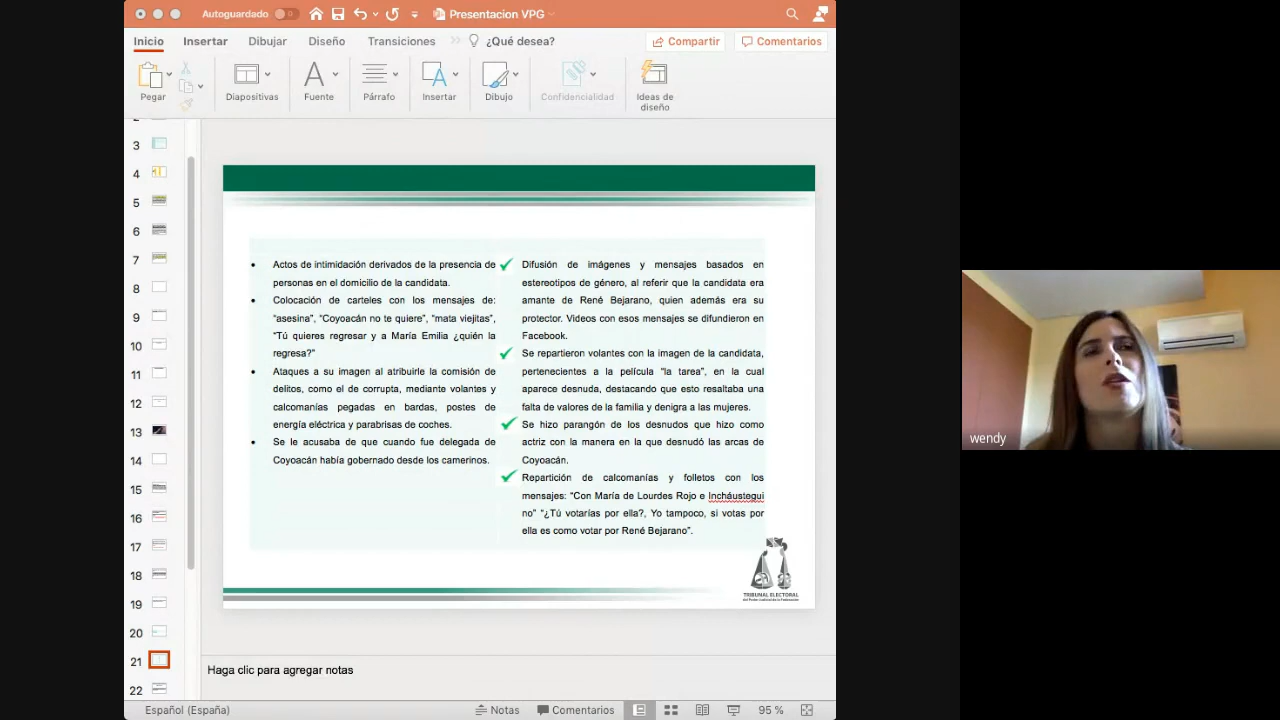 Autoguardado
Presentacion VPG
Inicio
Insertar
Dibujar
Diseño
Transiciones
¿Qué desea?
Compartir
Comentarios
Pegar
Diapositivas
Fuente
Párrafo
Insertar
Dibujo
Confidencialidad
Ideas de
diseño
3
4
5
6
7
8
9
10
11
12
13
14
15
16
17
18
19
20
21
22
• Actos de intimidación derivados de la presencia de
personas en el domicilio de la candidata.
• Colocación de carteles con los mensajes de:
“asesina”, “Coyoacán no te quiere”, “mata viejitas”,
“Tú quieres regresar y a María Emilia ¿quién la
regresa?”
• Ataques a su imagen al atribuirle la comisión de
delitos, como el de corrupta, mediante volantes y
calcomanías pegadas en bardas, postes de
energía eléctrica y parabrisas de coches.
• Se le acusaba de que cuando fue delegada de
Coyoacán había gobernado desde los camerinos.
Difusión de imágenes y mensajes basados en
estereotipos de género, al referir que la candidata era
amante de René Bejarano, quien además era su
protector. Videos con esos mensajes se difundieron en
Facebook.
Se repartieron volantes con la imagen de la candidata,
pertenecientes a la película “la tarea”, en la cual
aparece desnuda, destacando que esto resaltaba una
falta de valores de la familia y denigra a las mujeres.
Se hizo parangón de los desnudos que hizo como
actriz con la manera en la que desnudó las arcas de
Coyoacán.
Repartición de calcomanías y folletos con los
mensajes: “Con María de Lourdes Rojo e Incháustegui
no” “¿Tú votarías por ella?, Yo tampoco, si votas por
ella es como votar por René Bejarano”.
TRIBUNAL ELECTORAL
del Poder Judicial de la Federación
Haga clic para agregar notas
Español (España)
Notas
Comentarios
95 %
wendy